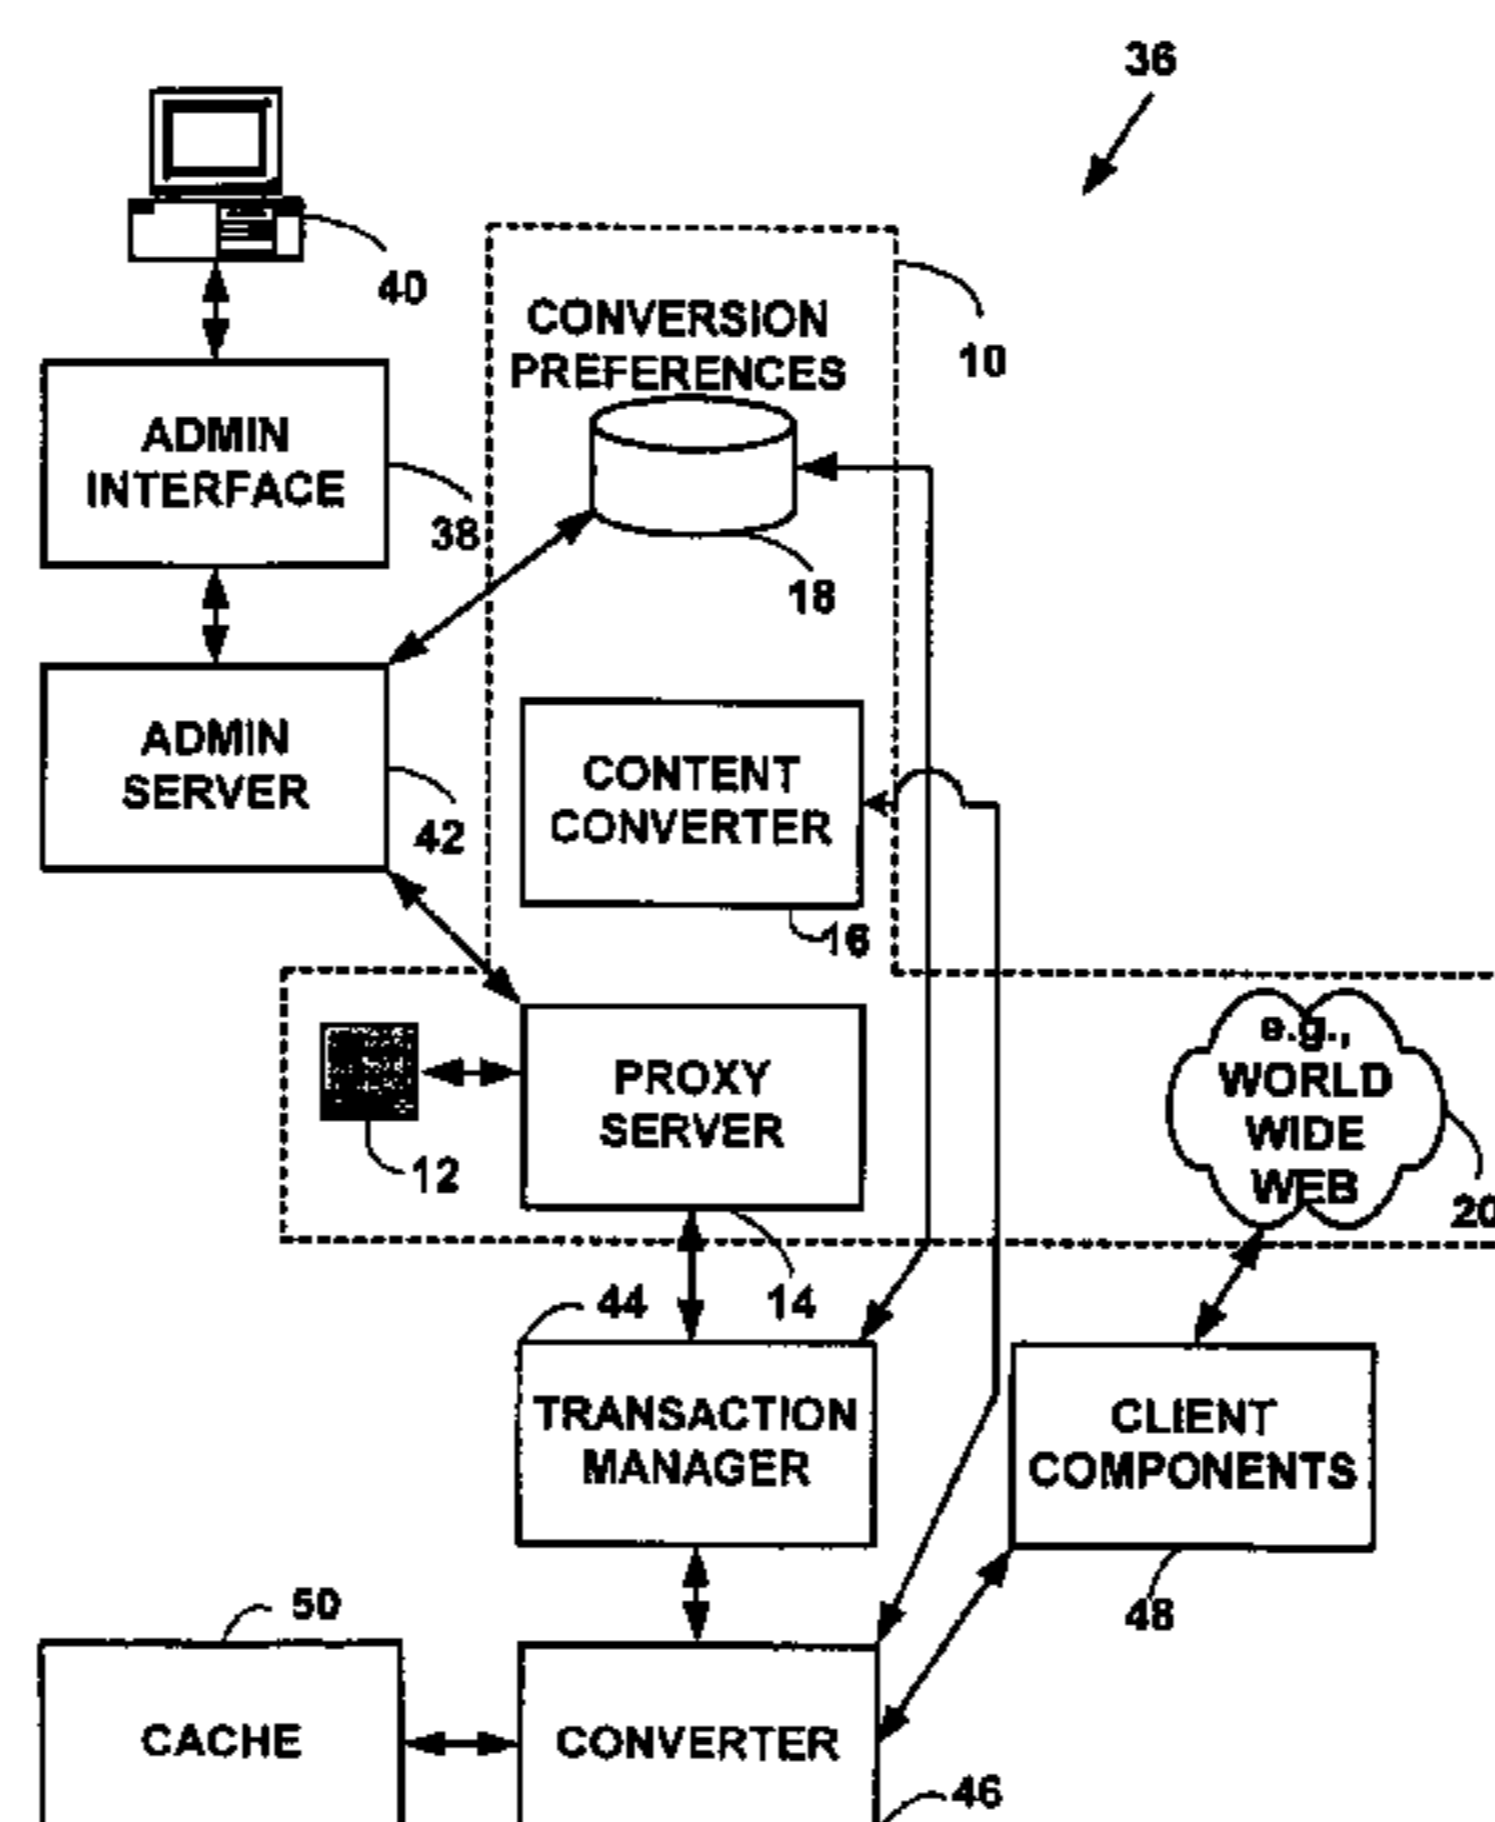 36
40
CONVERSION
PREFERENCES
10
ADMIN
INTERFACE
38
18
ADMIN
SERVER
42
CONTENT
CONVERTER
16
PROXY
SERVER
12
14
e.g.,
WORLD
WIDE
WEB
20
44
TRANSACTION
MANAGER
CLIENT
COMPONENTS
48
50
CACHE
CONVERTER
46